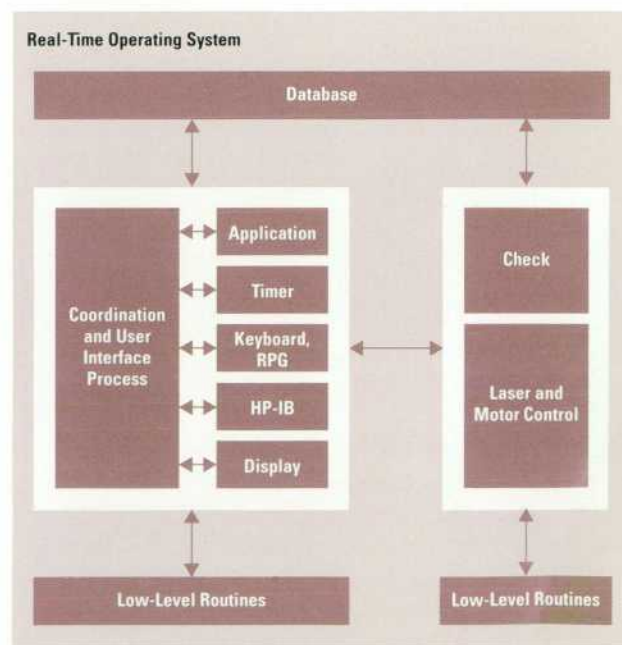 Real-Time Operating System
Database
Coordination
and User
Interface
Process
Application
Timer
Keyboard,
RPG
HP-IB
Display
Check
Laser and
Motor Control
Low-Level Routines
Low-Level Routines